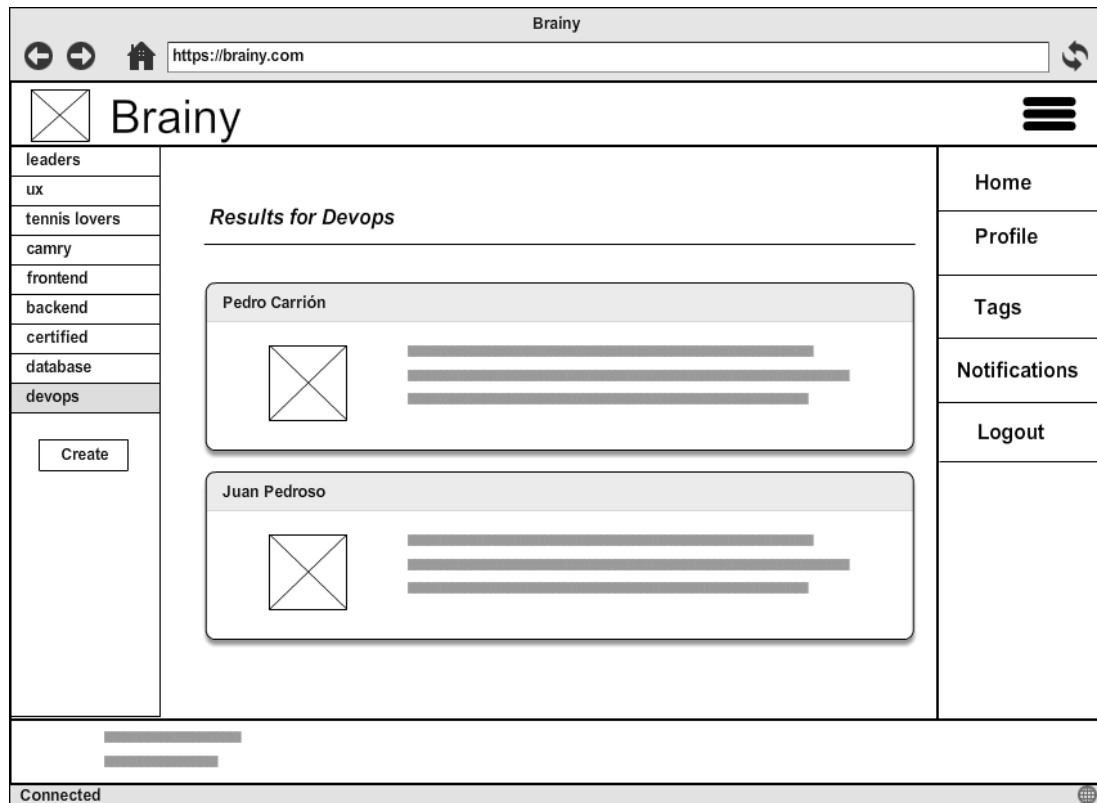 Brainy
https://brainy.com
Brainy
leaders
ux
tennis lovers
camry
frontend
backend
certified
database
devops
Create
Results for Devops
Pedro Carrión
Juan Pedroso
Home
Profile
Tags
Notifications
Logout
Connected